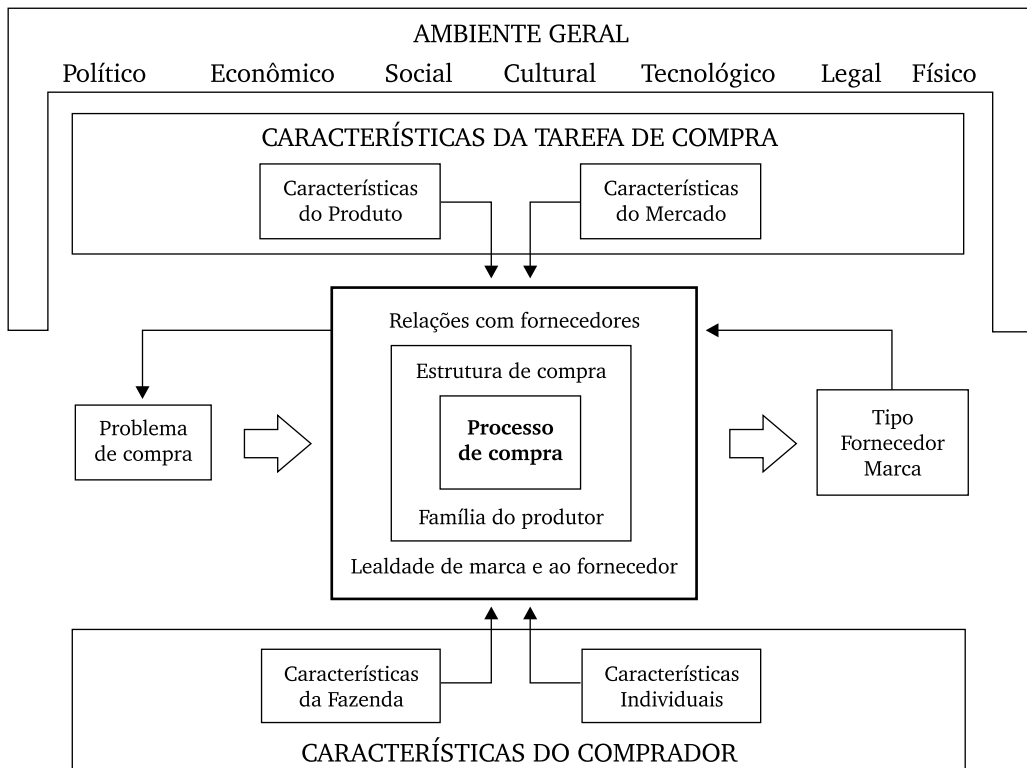 AMBIENTE GERAL
Político Econômico Social Cultural Tecnológico Legal Físico
CARACTERÍSTICAS DA TAREFA DE COMPRA
Características
do Produto
Características
do Mercado
Relações com fornecedores
Estrutura de compra
Processo
de compra
Família do produtor
Lealdade de marca e ao fornecedor
Problema
de compra
Tipo
Fornecedor
Marca
Características
da Fazenda
Características
Individuais
CARACTERÍSTICAS DO COMPRADOR